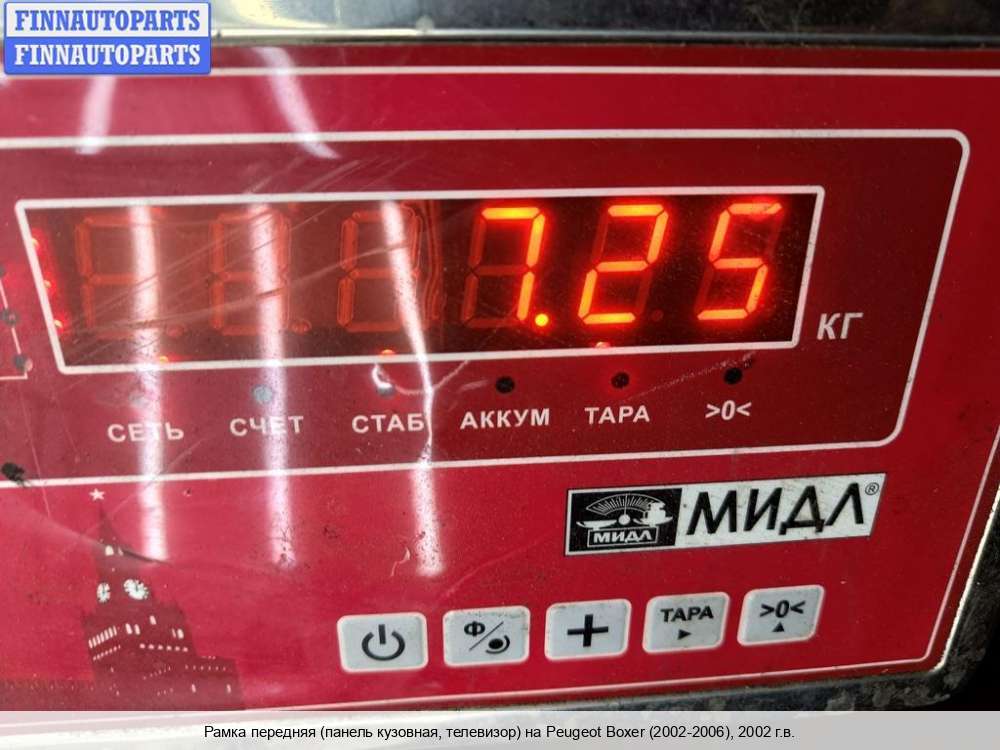 FINNAUTOPARTS
FINNAUTOPARTS
7.25
КГ
СЕТЬ СЧЕТ СТАБ АККУМ ТАРА >0<
МИДЛ МИДЛ®
Ф ТАРА >0<
Рамка передняя (панель кузовная, телевизор) на Peugeot Boxer (2002-2006), 2002 г.в.